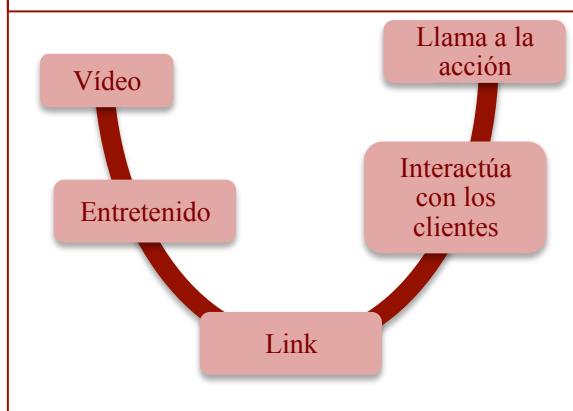 Vídeo
Entretenido
Link
Interactúa
con los
clientes
Llama a la
acción